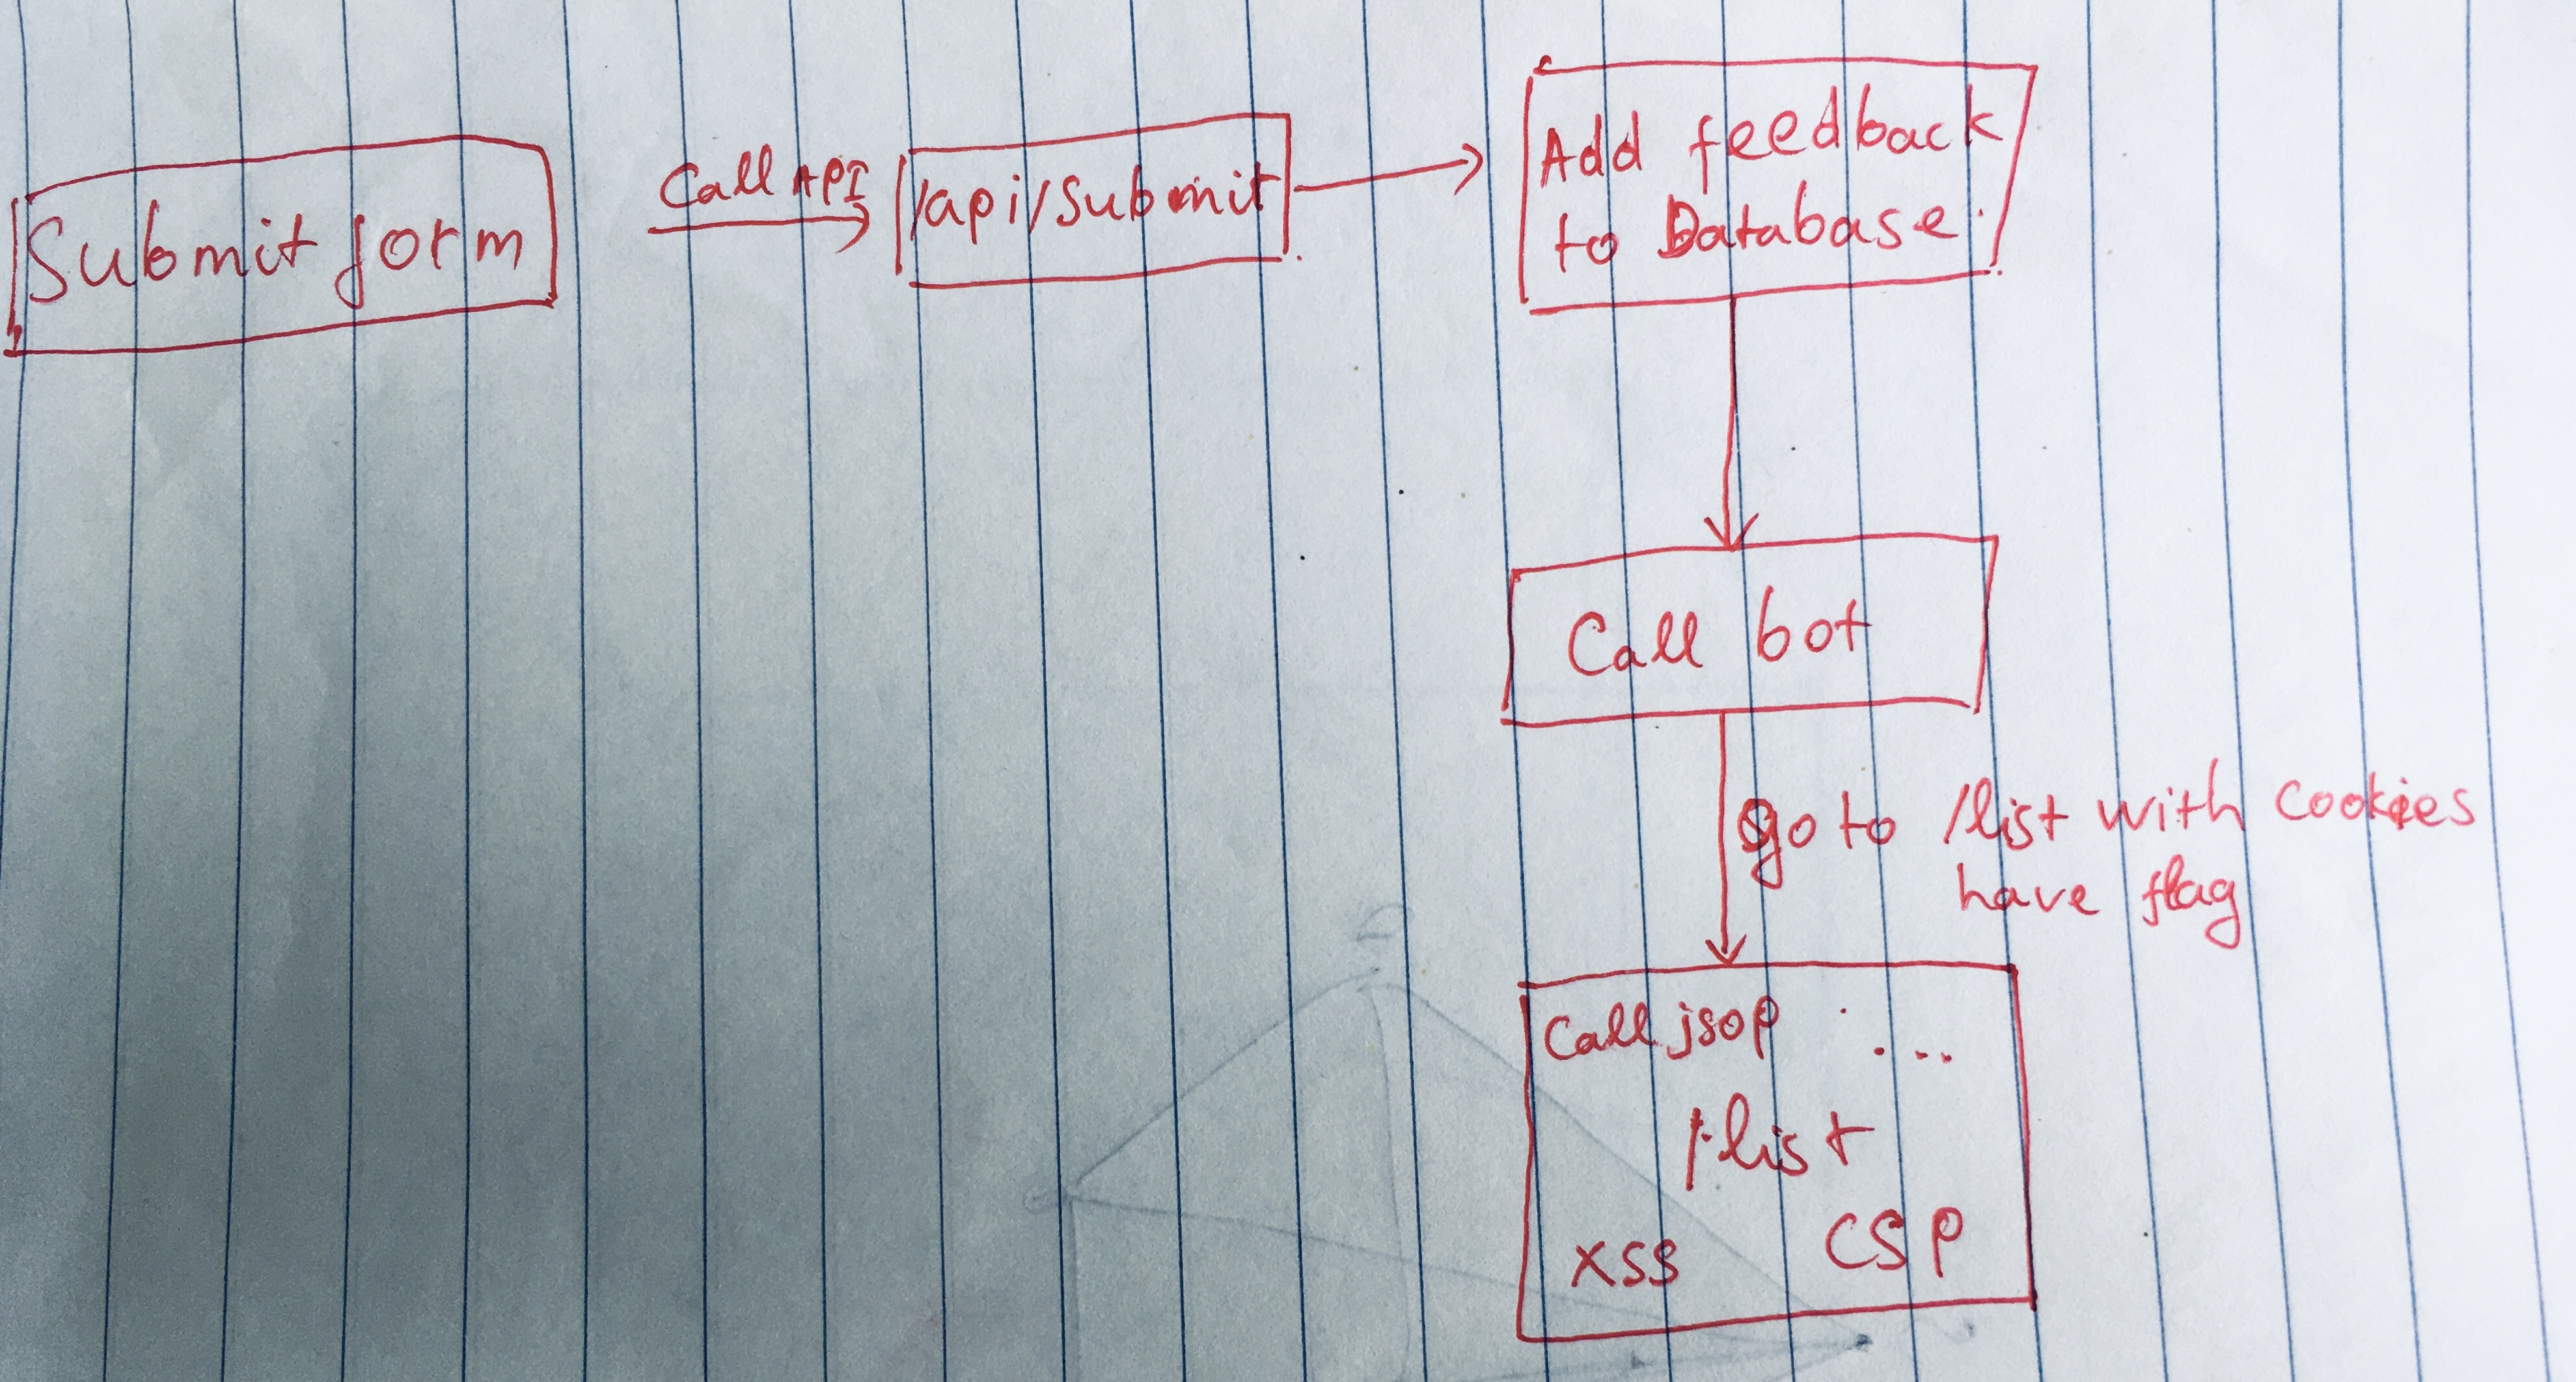 Submit form
Call API
/api/submit
Add feedback
to Database.
Call bot
go to /list with cookies
have flag
Call jsop ...
/list
XSS CSP